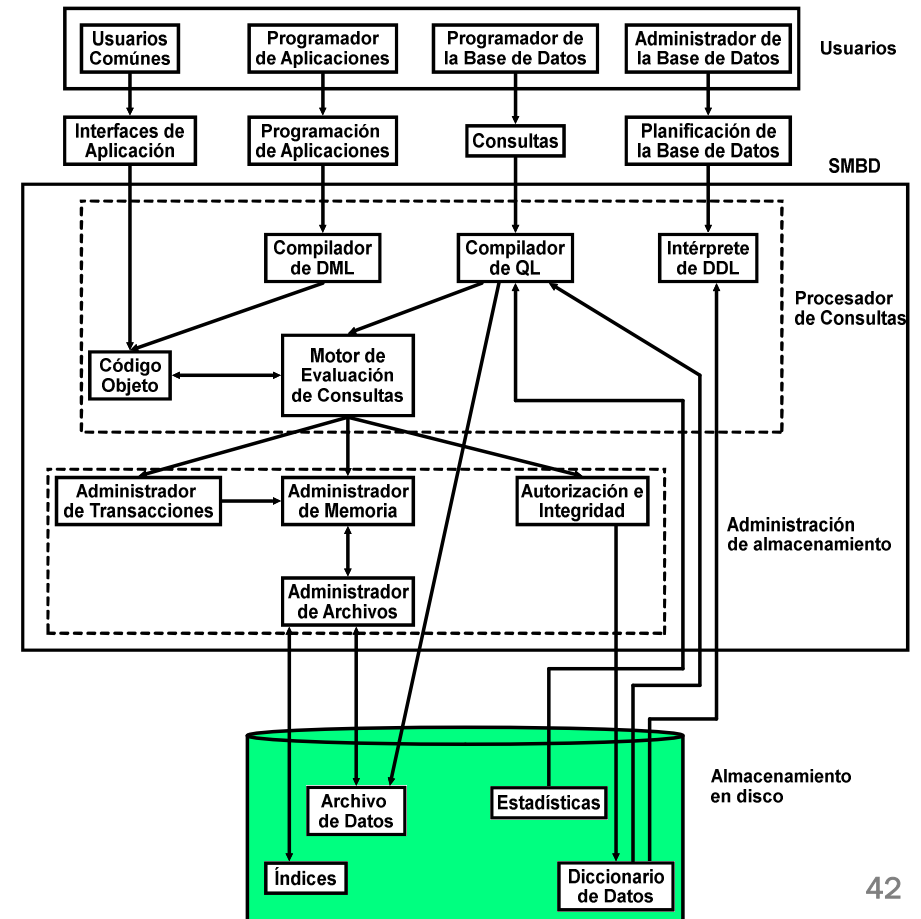 Usuarios
Comúnes
Programador
de Aplicaciones
Programador de
la Base de Datos
Administrador de
la Base de Datos
Usuarios
Interfaces de
Aplicación
Programación
de Aplicaciones
Consultas
Planificación de
la Base de Datos
SMBD
Compilador
de DML
Compilador
de QL
Intérprete
de DDL
Procesador
de Consultas
Código
Objeto
Motor de
Evaluación
de Consultas
Administrador
de Transacciones
Administrador
de Memoria
Autorización e
Integridad
Administración
de almacenamiento
Administrador
de Archivos
Almacenamiento
en disco
Archivo
de Datos
Estadísticas
Índices
Diccionario
de Datos
42